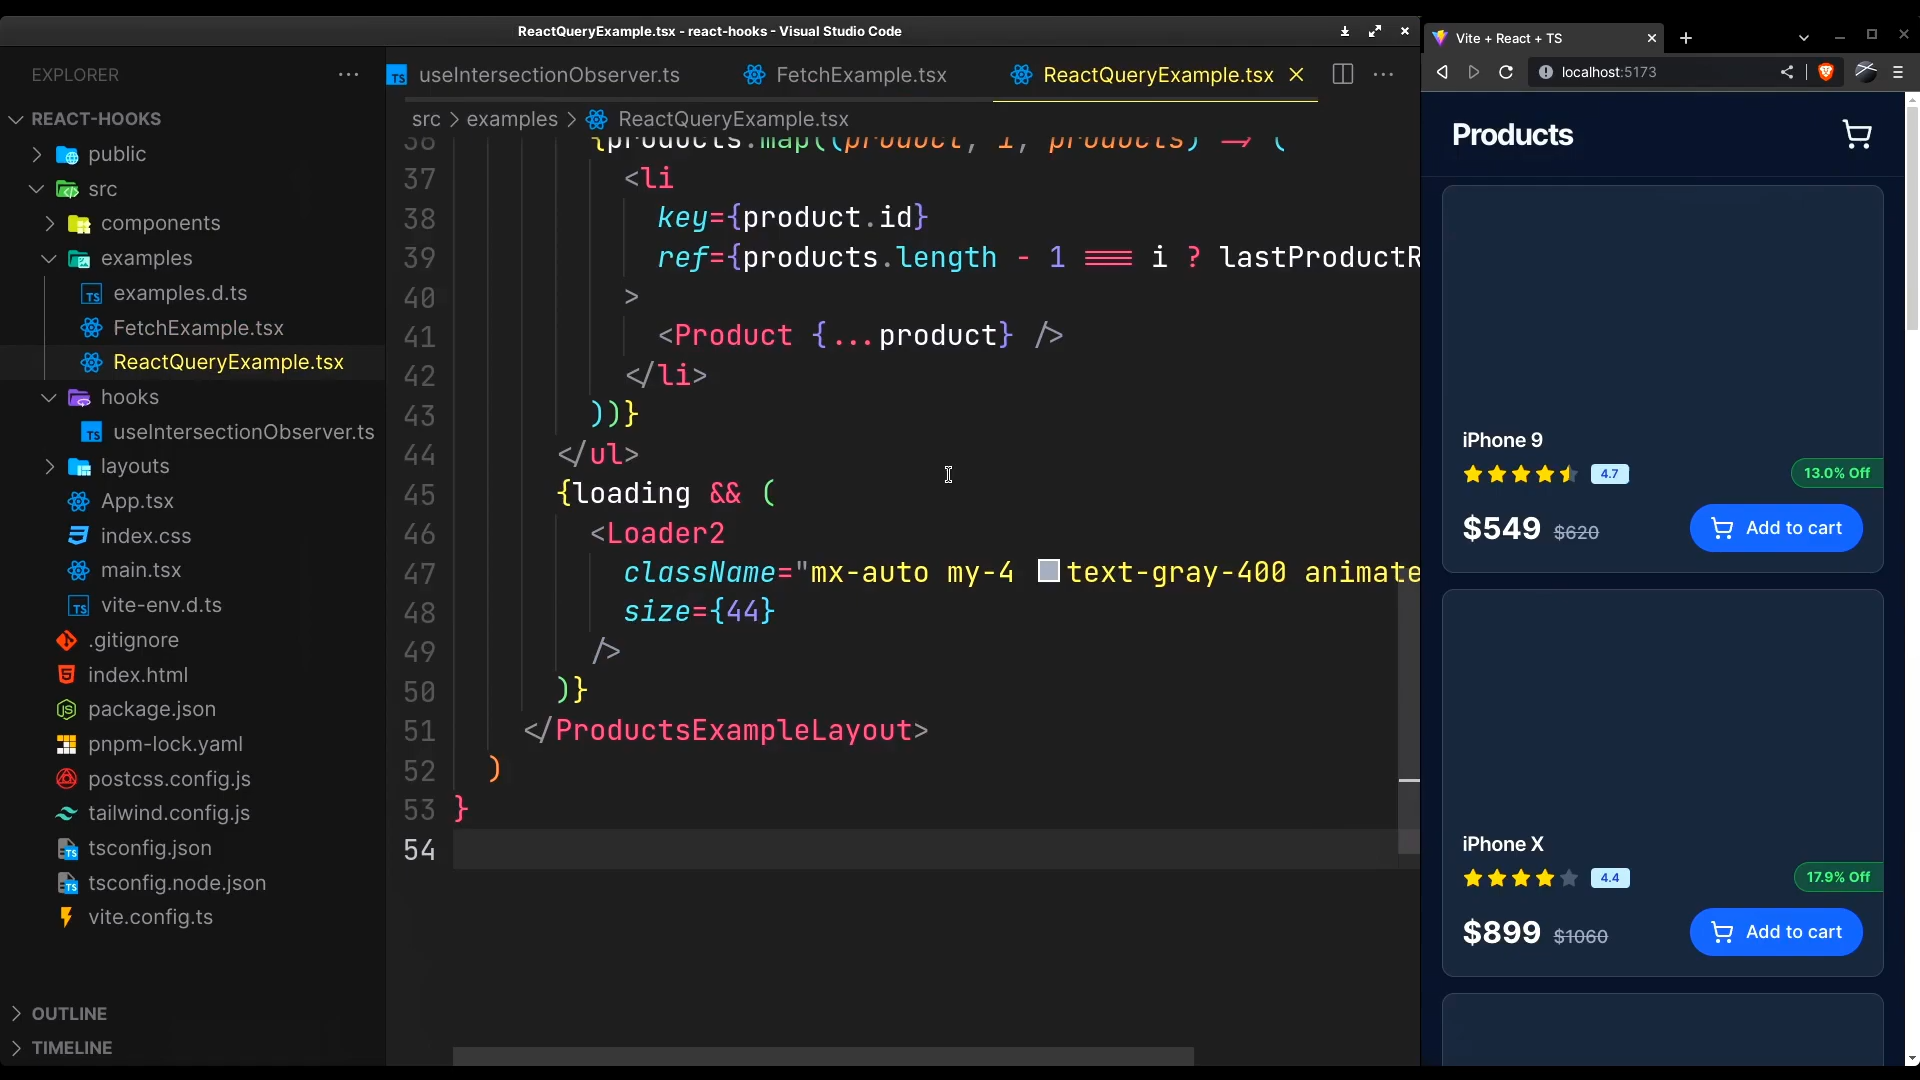 ReactQueryExample.tsx - react-hooks - Visual Studio Code
EXPLORER
REACT-HOOKS
public
src
components
examples
examples.d.ts
FetchExample.tsx
ReactQueryExample.tsx
hooks
useIntersectionObserver.ts
layouts
App.tsx
index.css
main.tsx
vite-env.d.ts
.gitignore
index.html
package.json
pnpm-lock.yaml
postcss.config.js
tailwind.config.js
tsconfig.json
tsconfig.node.json
vite.config.ts
OUTLINE
TIMELINE
useIntersectionObserver.ts
FetchExample.tsx
ReactQueryExample.tsx
src > examples > ReactQueryExample.tsx
36 {products.map((product, i, products) => (
37 <li
38 key={product.id}
39 ref={products.length - 1 === i ? lastProductR
40 >
41 <Product {...product} />
42 </li>
43 ))}
44 </ul>
45 {loading && (
46 <Loader2
47 className="mx-auto my-4 text-gray-400 animate
48 size={44}
49 />
50 )}
51 </ProductsExampleLayout>
52 )
53 }
54
Vite + React + TS
localhost:5173
Products
iPhone 9
4.7
13.0% Off
$549 $620
Add to cart
iPhone X
4.4
17.9% Off
$899 $1060
Add to cart